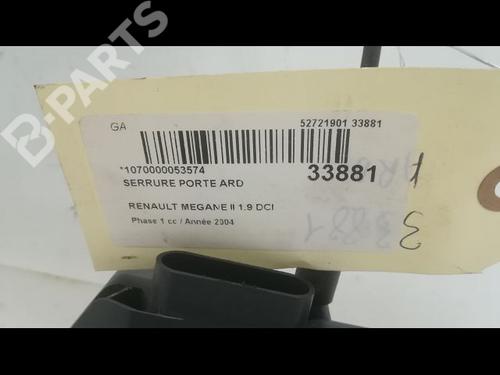 B-PARTS
GA
52721901 33881
*1070000053574
33881
SERRURE PORTE ARD
RENAULT MEGANE II 1.9 DCI
Phase 1 cc / Année 2004
33881